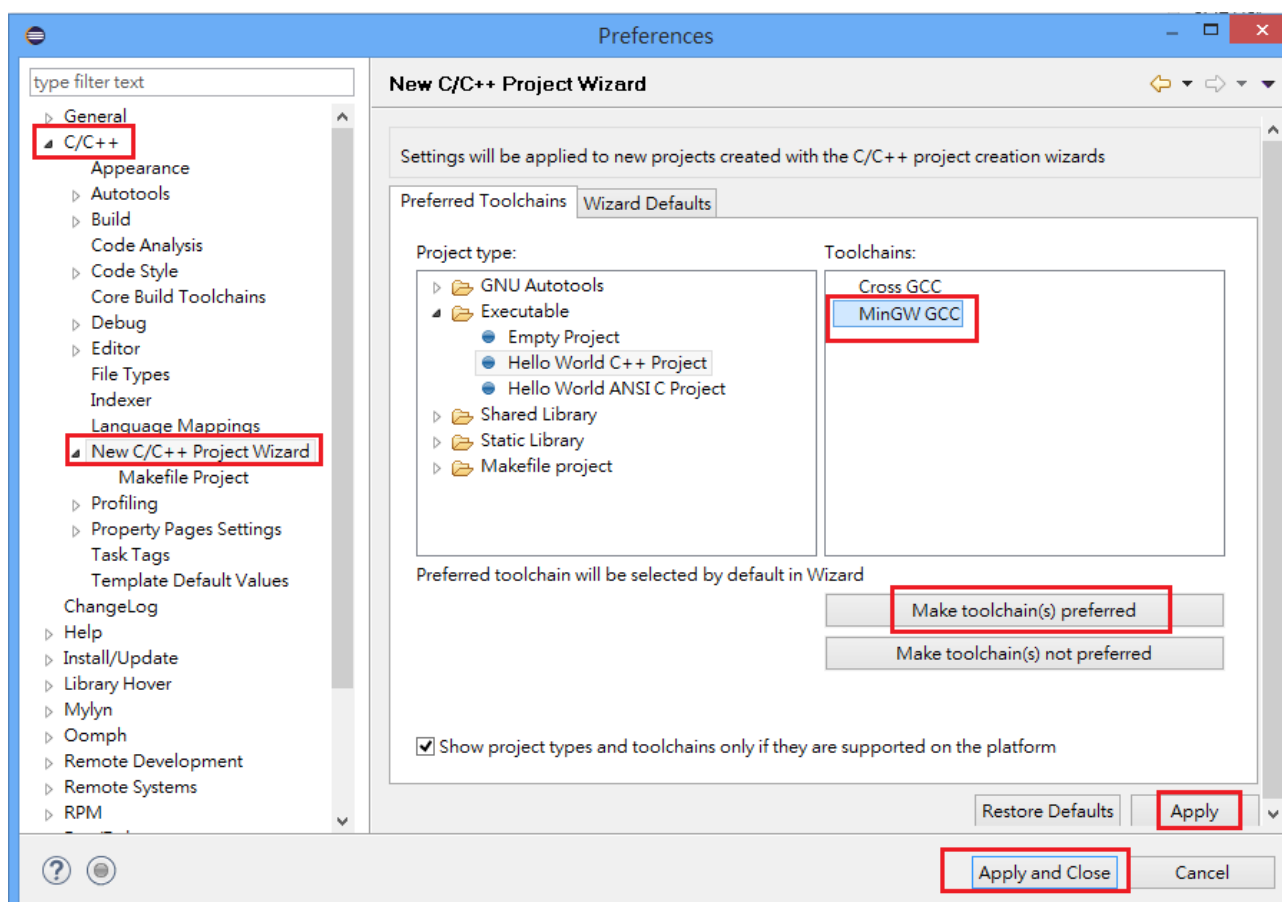 Preferences
type filter text
General
C/C++
Appearance
Autotools
Build
Code Analysis
Code Style
Core Build Toolchains
Debug
Editor
File Types
Indexer
Language Mappings
New C/C++ Project Wizard
Makefile Project
Profiling
Property Pages Settings
Task Tags
Template Default Values
ChangeLog
Help
Install/Update
Library Hover
Mylyn
Oomph
Remote Development
Remote Systems
RPM
New C/C++ Project Wizard
Settings will be applied to new projects created with the C/C++ project creation wizards
Preferred Toolchains
Wizard Defaults
Project type:
GNU Autotools
Executable
Empty Project
Hello World C++ Project
Hello World ANSI C Project
Shared Library
Static Library
Makefile project
Toolchains:
Cross GCC
MinGW GCC
Preferred toolchain will be selected by default in Wizard
Make toolchain(s) preferred
Make toolchain(s) not preferred
Show project types and toolchains only if they are supported on the platform
Restore Defaults
Apply
Apply and Close
Cancel